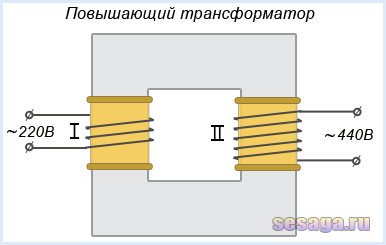 Повышающий трансформатор
~220В
I
II
~440В
sesaga.ru